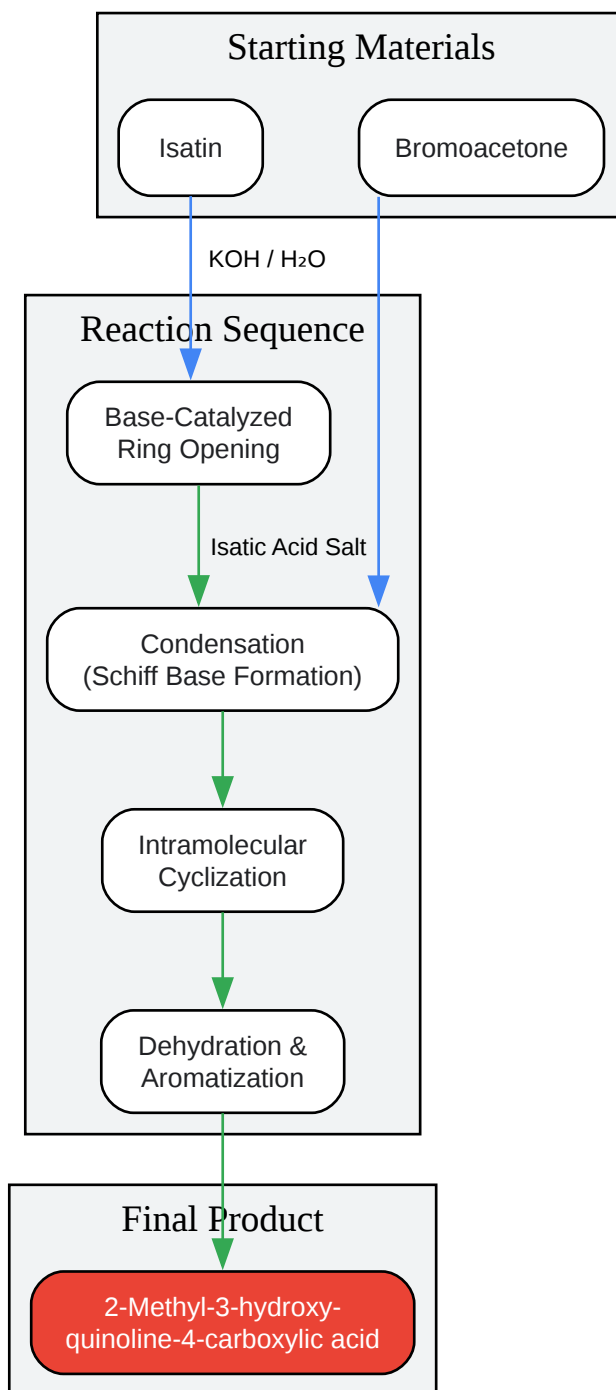 Starting Materials
Isatin
Bromoacetone
KOH / H₂O
Reaction Sequence
Base-Catalyzed
Ring Opening
Isatic Acid Salt
Condensation
(Schiff Base Formation)
Intramolecular
Cyclization
Dehydration &
Aromatization
Final Product
2-Methyl-3-hydroxy-
quinoline-4-carboxylic acid